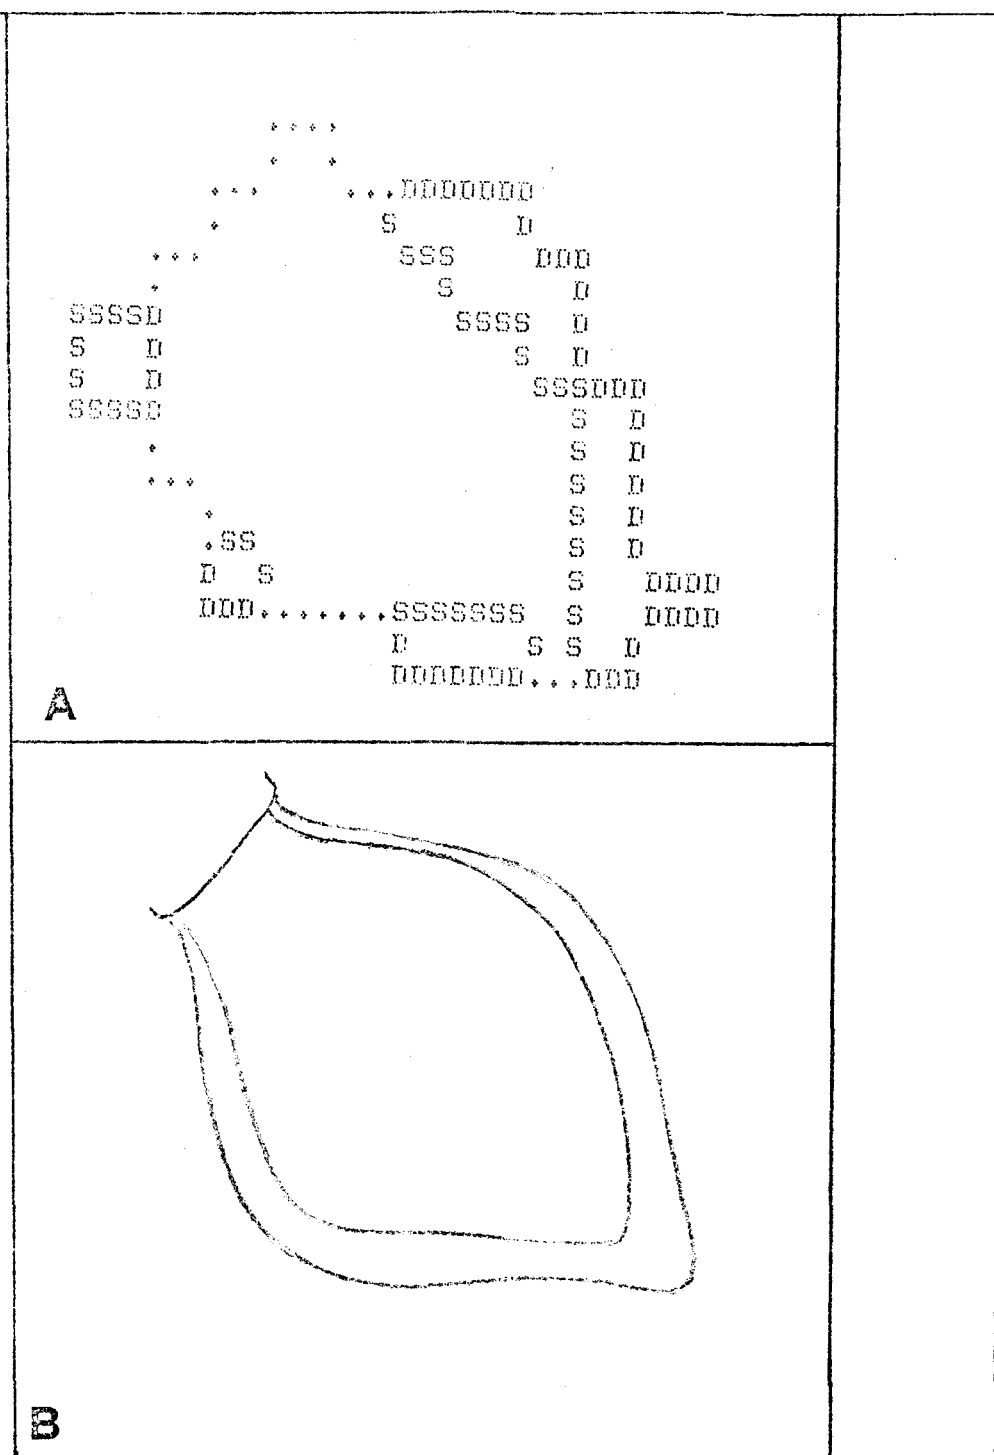 ....
. .
... ...DDDDDDD
. S D
... SSS DDD
. S D
SSSSD SSSS D
S D S D
S D SSSDDD
SSSSD S D
. S D
... S D
. S D
.SS S D
D S S DDDD
DDD.......SSSSSSS S DDDD
D S S D
DDDDDDD...DDD
A
B